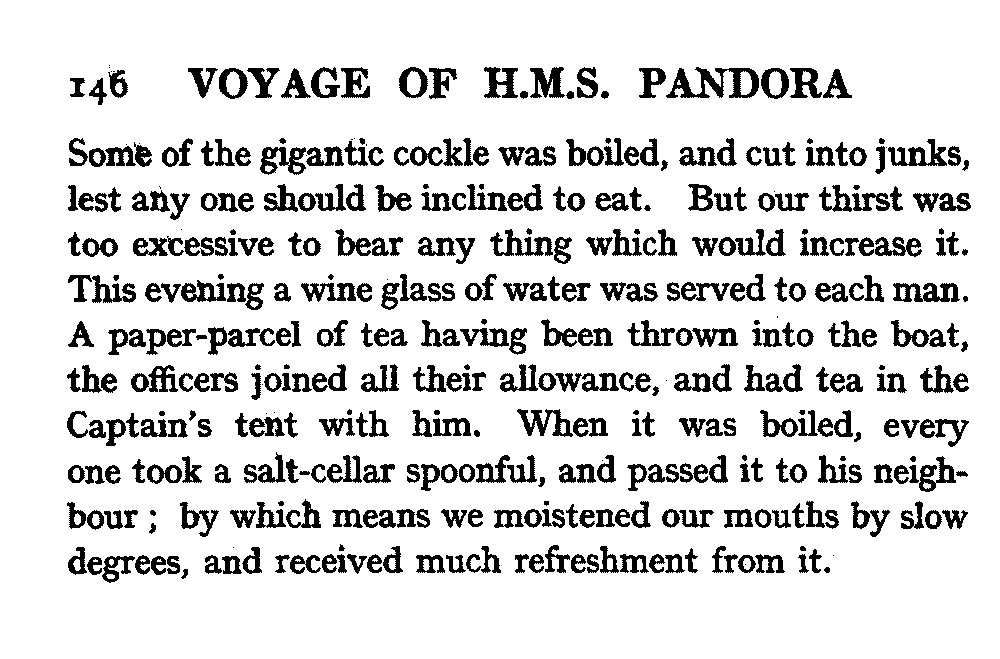 146 VOYAGE OF H.M.S. PANDORA
Some of the gigantic cockle was boiled, and cut into junks,
lest any one should be inclined to eat. But our thirst was
too excessive to bear any thing which would increase it.
This evening a wine glass of water was served to each man.
A paper-parcel of tea having been thrown into the boat,
the officers joined all their allowance, and had tea in the
Captain's tent with him. When it was boiled, every
one took a salt-cellar spoonful, and passed it to his neigh-
bour ; by which means we moistened our mouths by slow
degrees, and received much refreshment from it.